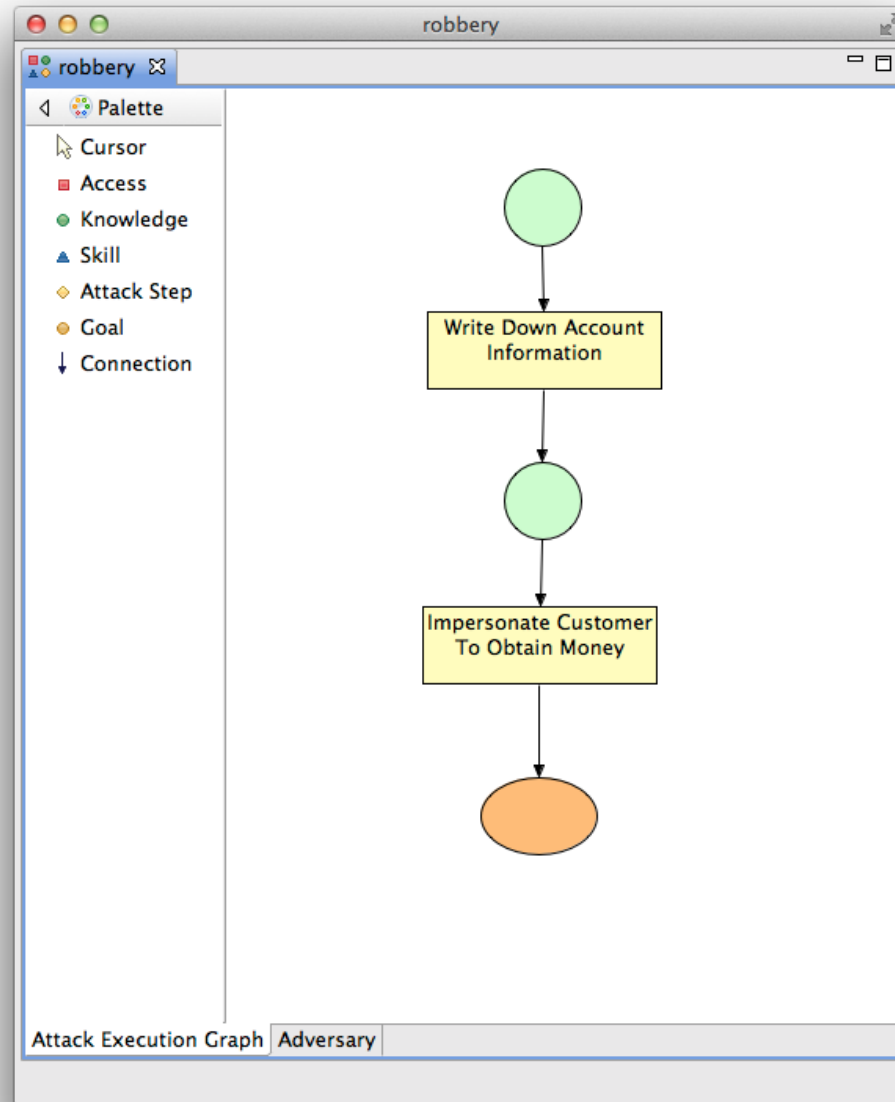 robbery
robbery
Palette
Cursor
Access
Knowledge
Skill
Attack Step
Goal
Connection
Write Down Account
Information
Impersonate Customer
To Obtain Money
Attack Execution Graph
Adversary